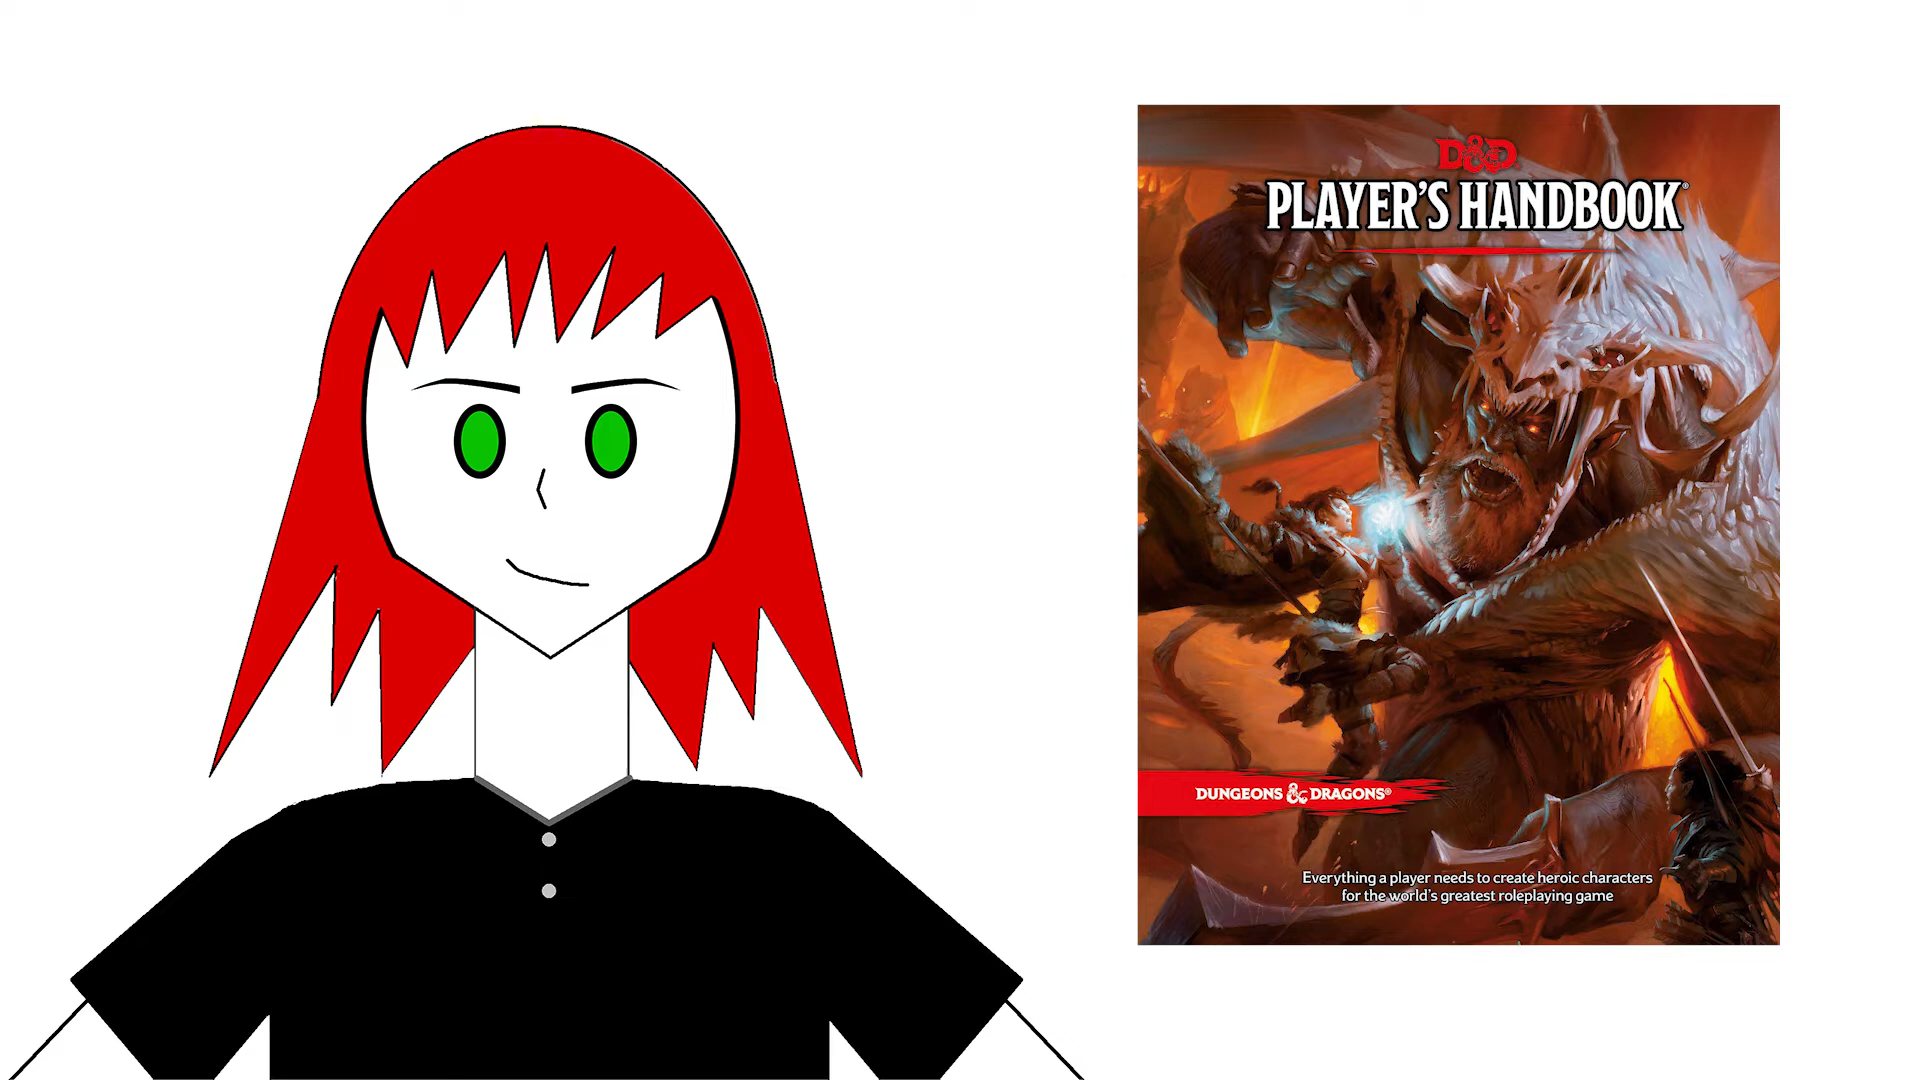 D&D
PLAYER'S HANDBOOK®
DUNGEONS & DRAGONS®
Everything a player needs to create heroic characters
for the world's greatest roleplaying game